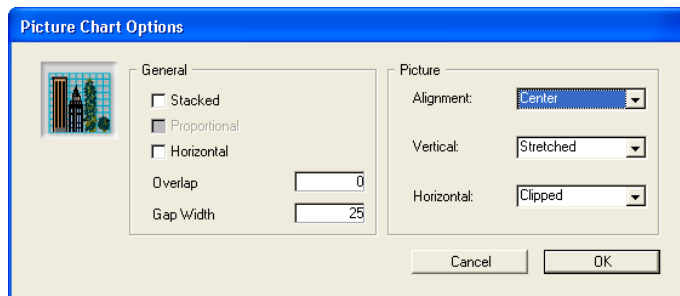 Picture Chart Options
General
Stacked
Proportional
Horizontal
Overlap 0
Gap Width 25
Picture
Alignment: Center
Vertical: Stretched
Horizontal: Clipped
Cancel OK